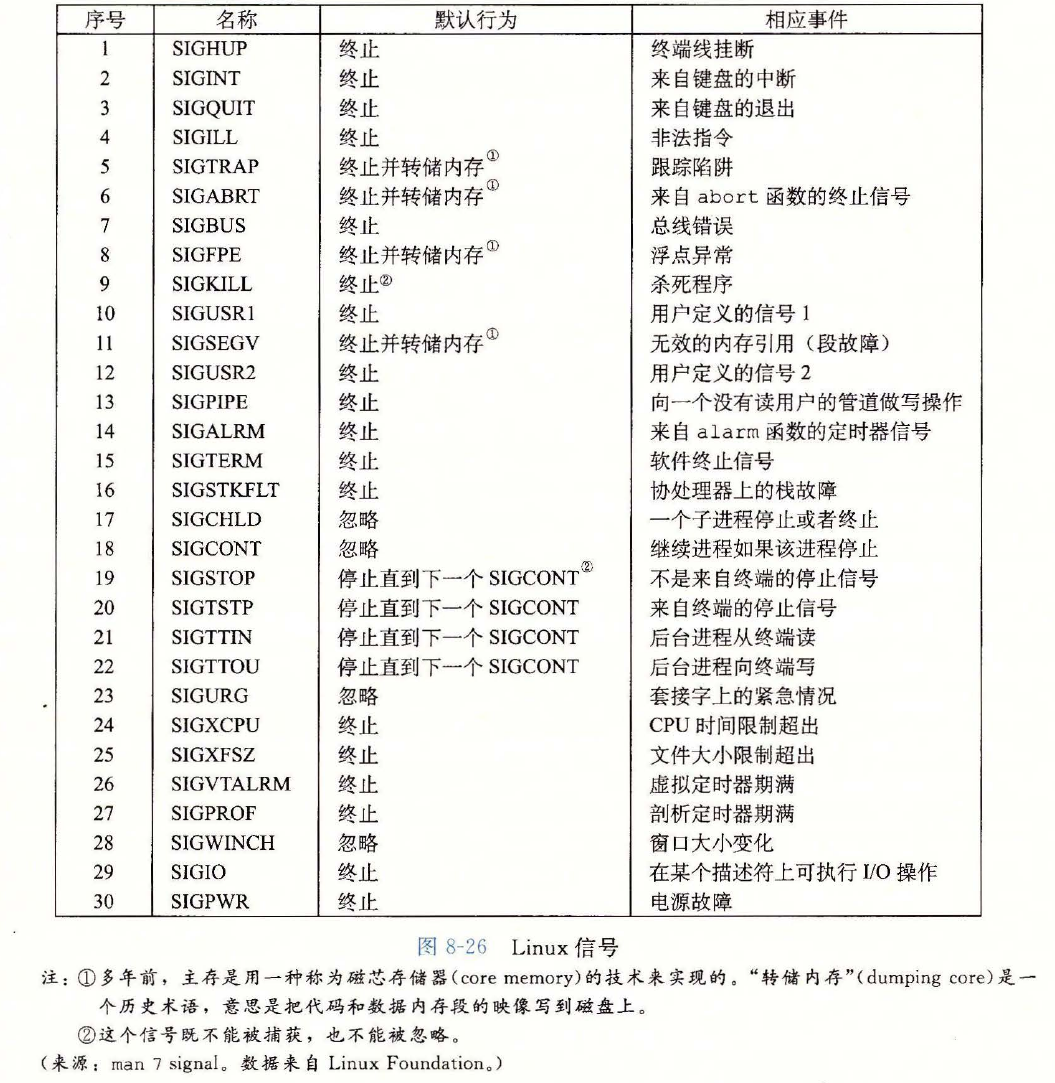 序号 名称 默认行为 相应事件
1 SIGHUP 终止 终端线挂断
2 SIGINT 终止 来自键盘的中断
3 SIGQUIT 终止 来自键盘的退出
4 SIGILL 终止 非法指令
5 SIGTRAP 终止并转储内存① 跟踪陷阱
6 SIGABRT 终止并转储内存① 来自 abort 函数的终止信号
7 SIGBUS 终止 总线错误
8 SIGFPE 终止并转储内存① 浮点异常
9 SIGKILL 终止② 杀死程序
10 SIGUSR1 终止 用户定义的信号 1
11 SIGSEGV 终止并转储内存① 无效的内存引用（段故障）
12 SIGUSR2 终止 用户定义的信号 2
13 SIGPIPE 终止 向一个没有读用户的管道做写操作
14 SIGALRM 终止 来自 alarm 函数的定时器信号
15 SIGTERM 终止 软件终止信号
16 SIGSTKFLT 终止 协处理器上的栈故障
17 SIGCHLD 忽略 一个子进程停止或者终止
18 SIGCONT 忽略 继续进程如果该进程停止
19 SIGSTOP 停止直到下一个 SIGCONT② 不是来自终端的停止信号
20 SIGTSTP 停止直到下一个 SIGCONT 来自终端的停止信号
21 SIGTTIN 停止直到下一个 SIGCONT 后台进程从终端读
22 SIGTTOU 停止直到下一个 SIGCONT 后台进程向终端写
23 SIGURG 忽略 套接字上的紧急情况
24 SIGXCPU 终止 CPU 时间限制超出
25 SIGXFSZ 终止 文件大小限制超出
26 SIGVTALRM 终止 虚拟定时器期满
27 SIGPROF 终止 剖析定时器期满
28 SIGWINCH 忽略 窗口大小变化
29 SIGIO 终止 在某个描述符上可执行 I/O 操作
30 SIGPWR 终止 电源故障
图 8-26 Linux 信号
注：①多年前，主存是用一种称为磁芯存储器(core memory)的技术来实现的。“转储内存”(dumping core)是一
个历史术语，意思是把代码和数据内存段的映像写到磁盘上。
②这个信号既不能被捕获，也不能被忽略。
(来源：man 7 signal。数据来自 Linux Foundation。)